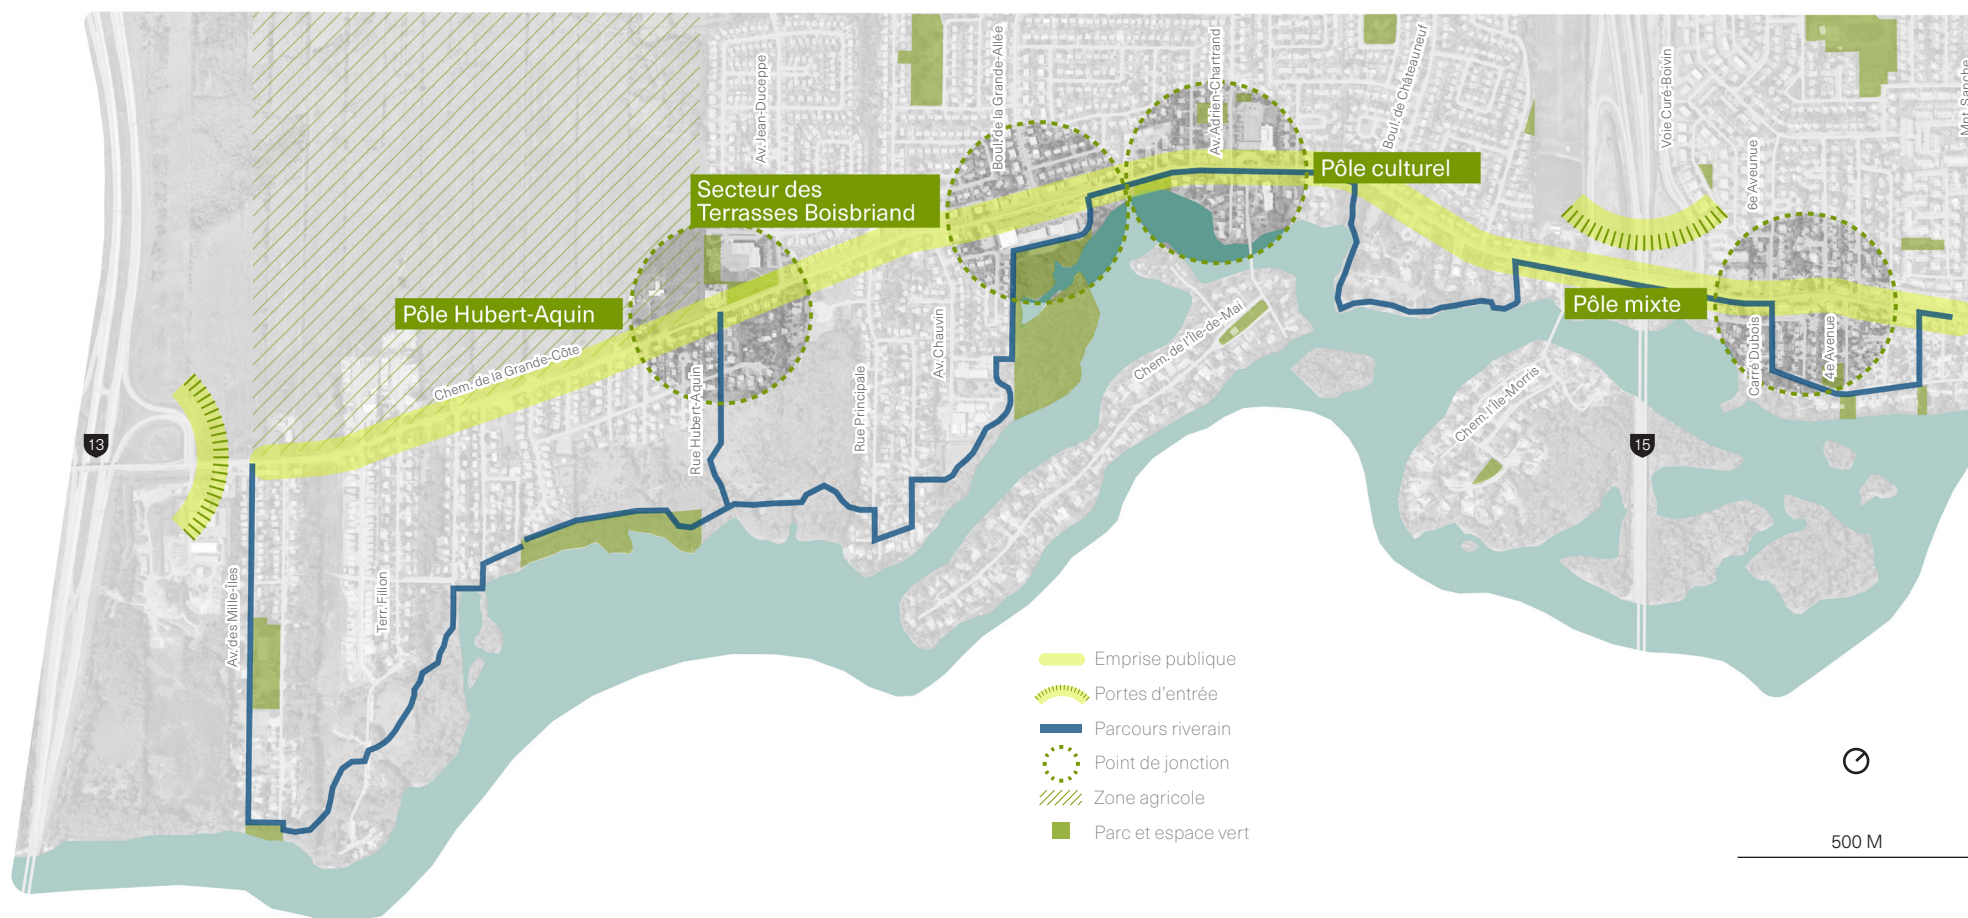 Av. Jean-Duceppe
Boul. de la Grande-Allée
Av. Adrien-Chartrand
Boul. de Châteauneuf
Voie Curé-Boivin
6e Aveunue
Secteur des
Terrasses Boisbriand
Pôle culturel
Pôle Hubert-Aquin
Pôle mixte
Chem. de la Grande-Côte
Rue Hubert-Aquin
Rue Principale
Av. Chauvin
Chem. de l'Île-de-Mai
Chem. l'Île-Morris
Carré Dubois
4e Avenue
13
15
Av. des Mille-Îles
Terr. Filion
Emprise publique
Portes d'entrée
Parcours riverain
Point de jonction
Zone agricole
Parc et espace vert
500 M